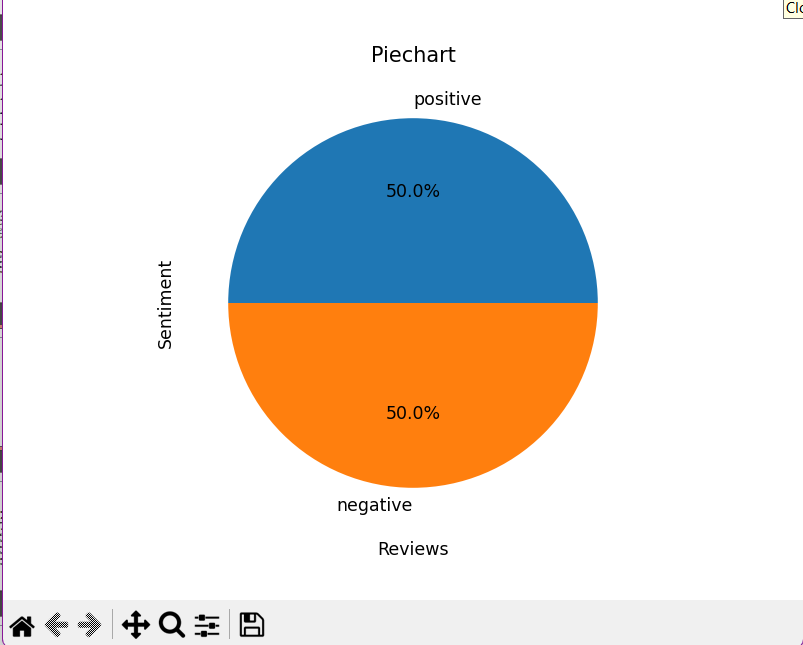 Piechart
positive
50.0%
Sentiment
50.0%
negative
Reviews